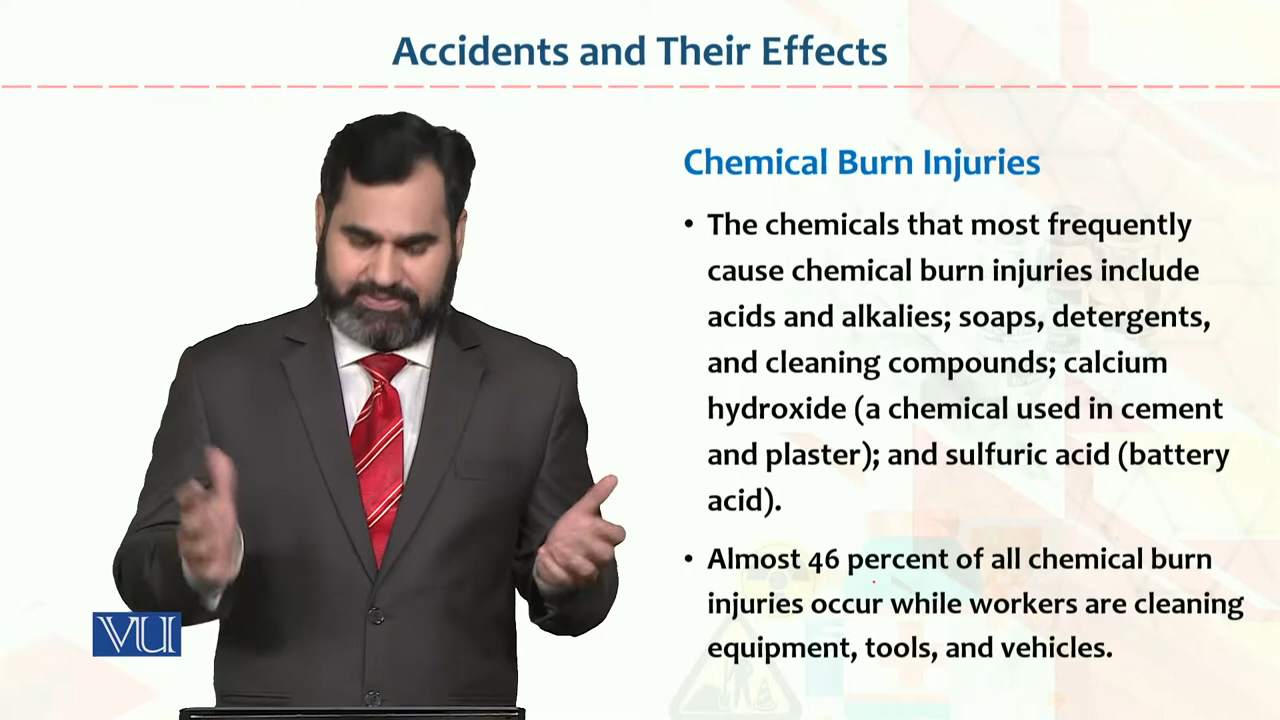 Accidents and Their Effects
Chemical Burn Injuries
• The chemicals that most frequently
cause chemical burn injuries include
acids and alkalies; soaps, detergents,
and cleaning compounds; calcium
hydroxide (a chemical used in cement
and plaster); and sulfuric acid (battery
acid).
• Almost 46 percent of all chemical burn
injuries occur while workers are cleaning
equipment, tools, and vehicles.
VU